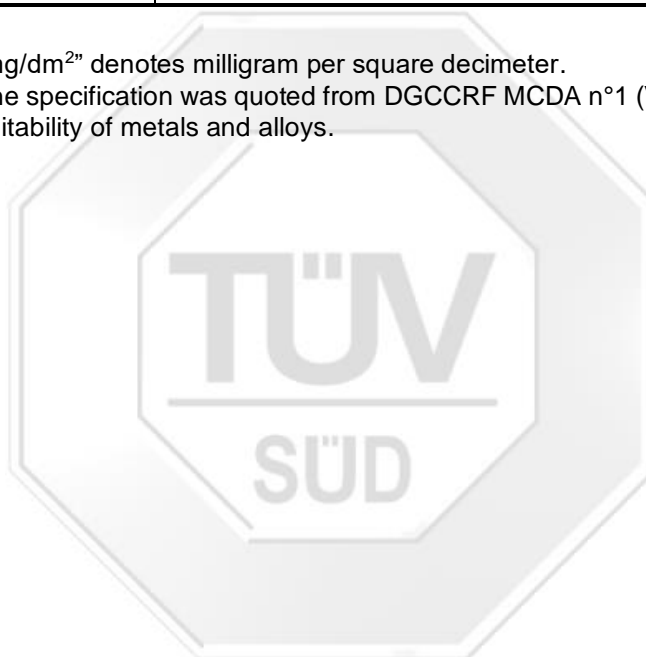 ng/dm²” denotes milligram per square decimeter.
ne specification was quoted from DGCCRF MCDA n°1 (
itability of metals and alloys.
TÜV
SÜD